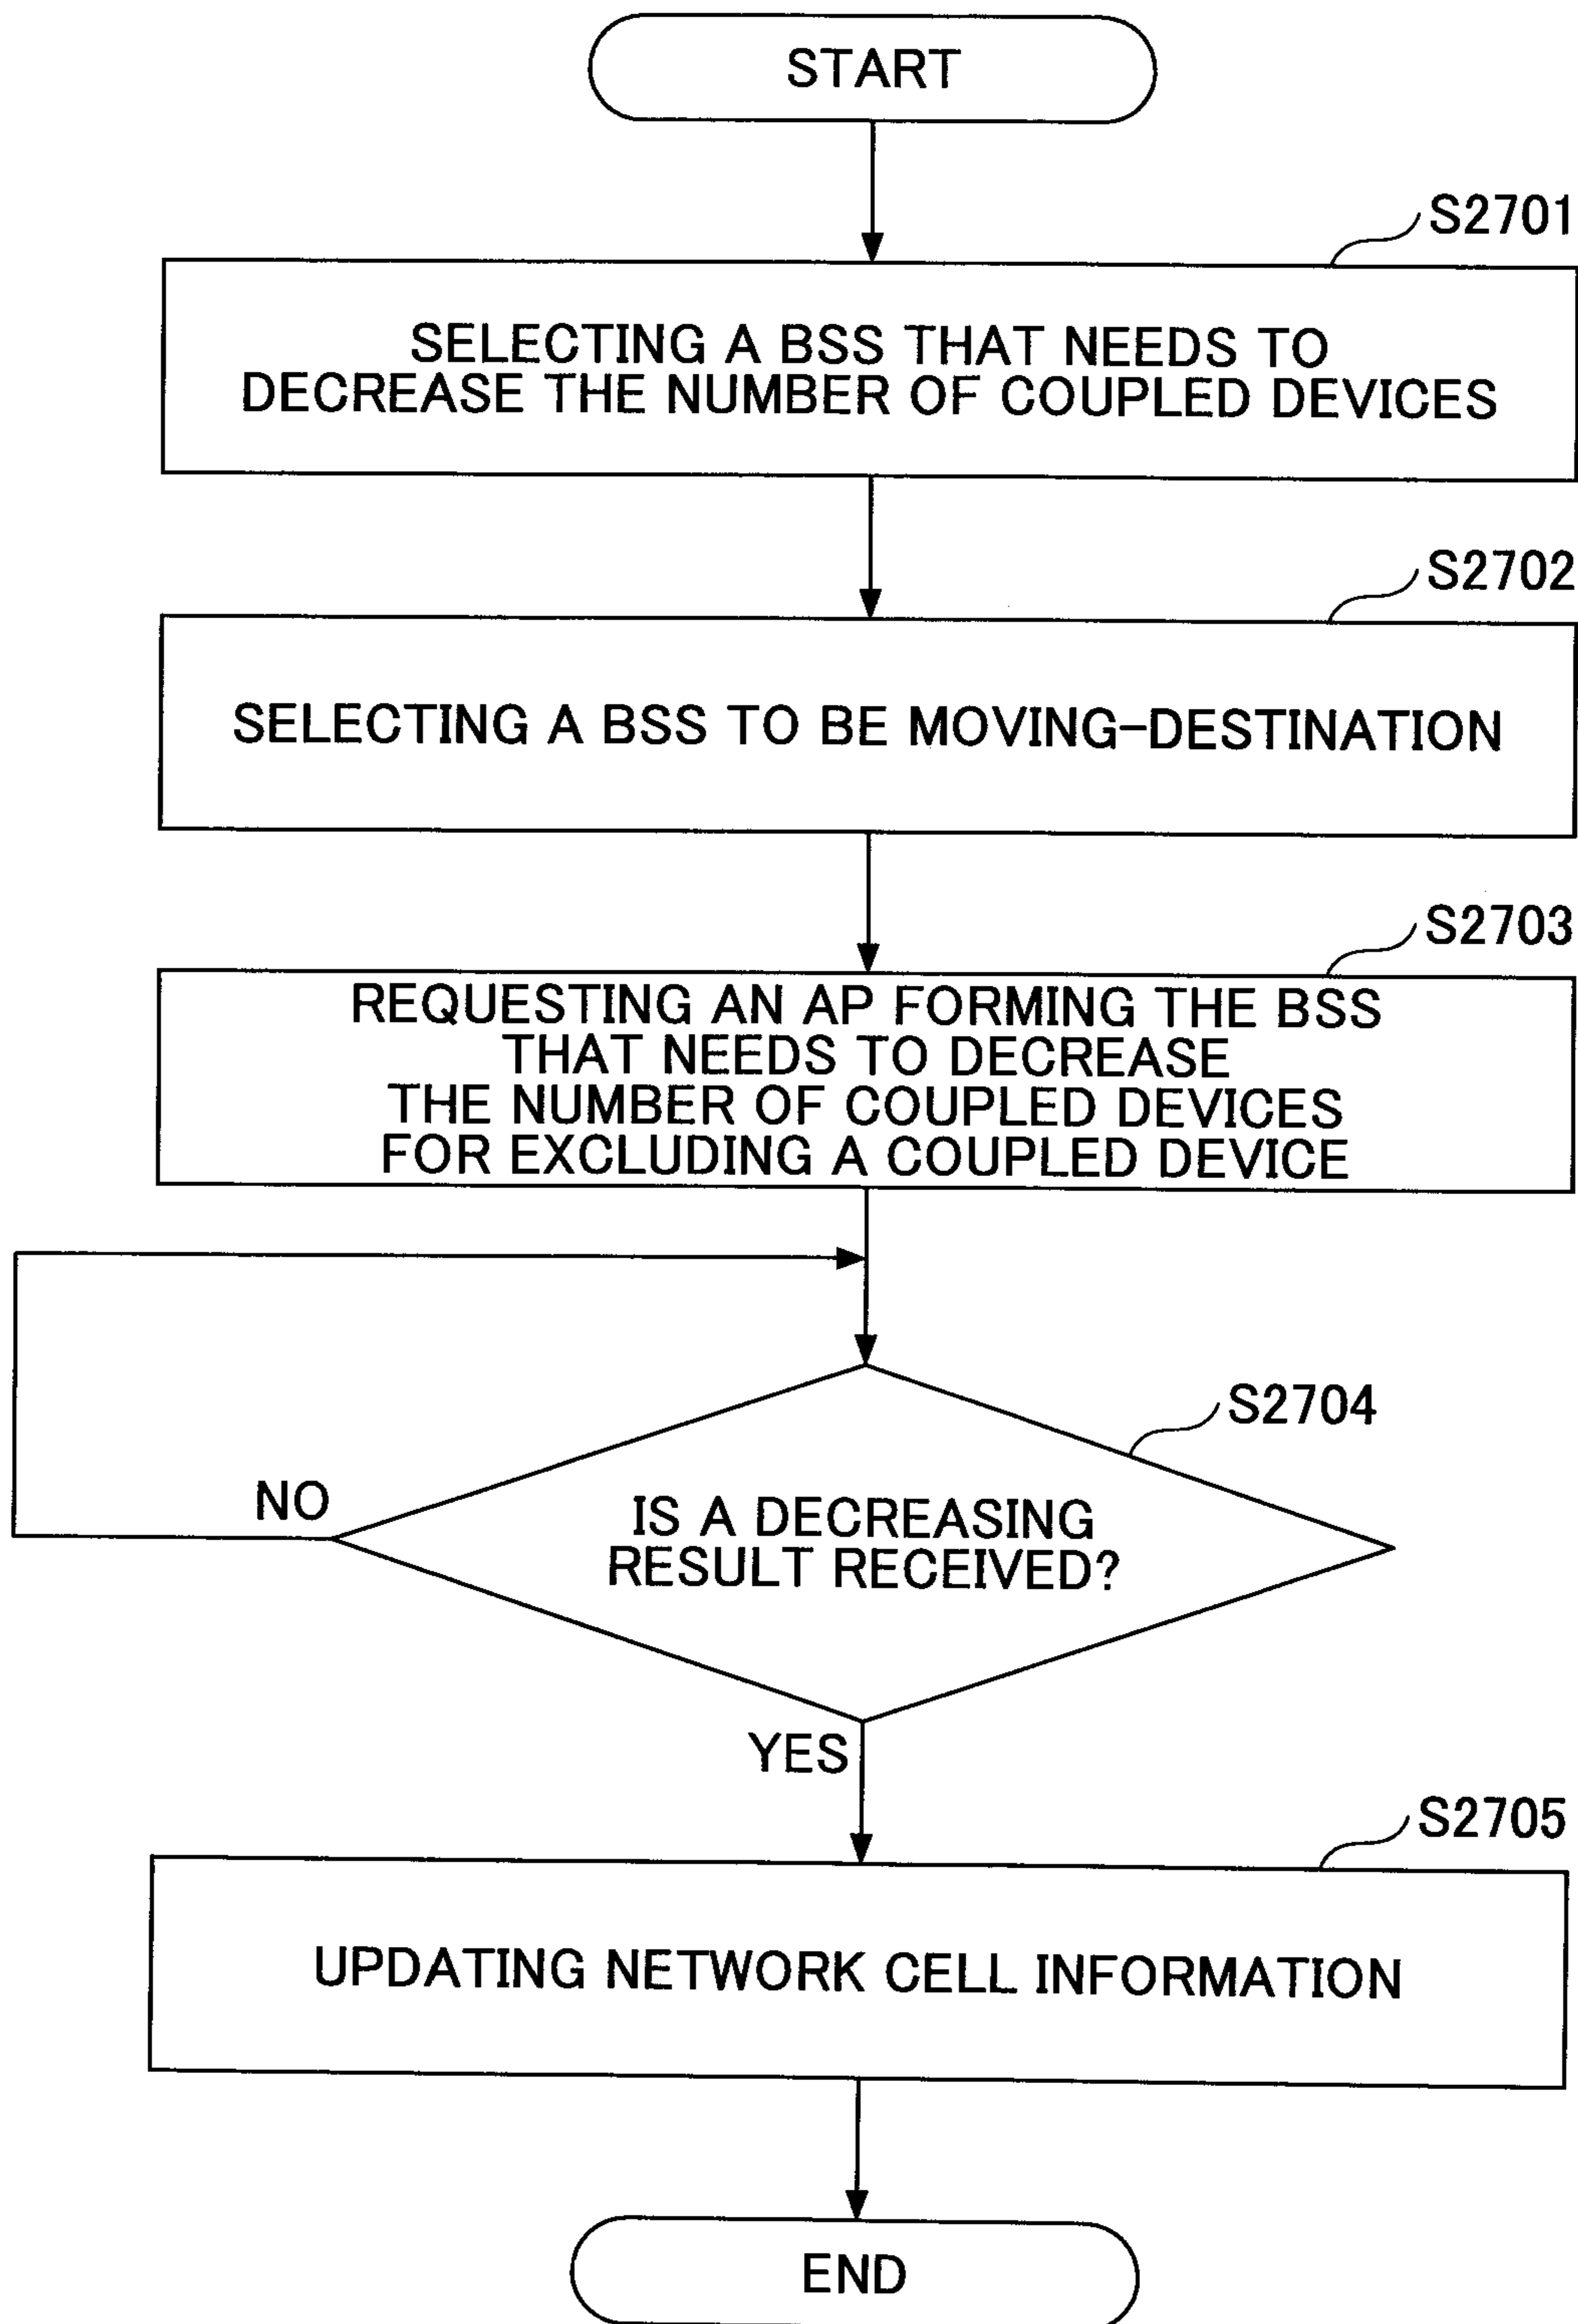 START
S2701
SELECTING A BSS THAT NEEDS TO
DECREASE THE NUMBER OF COUPLED DEVICES
S2702
SELECTING A BSS TO BE MOVING-DESTINATION
S2703
REQUESTING AN AP FORMING THE BSS
THAT NEEDS TO DECREASE
THE NUMBER OF COUPLED DEVICES
FOR EXCLUDING A COUPLED DEVICE
S2704
NO
IS A DECREASING
RESULT RECEIVED?
YES
S2705
UPDATING NETWORK CELL INFORMATION
END